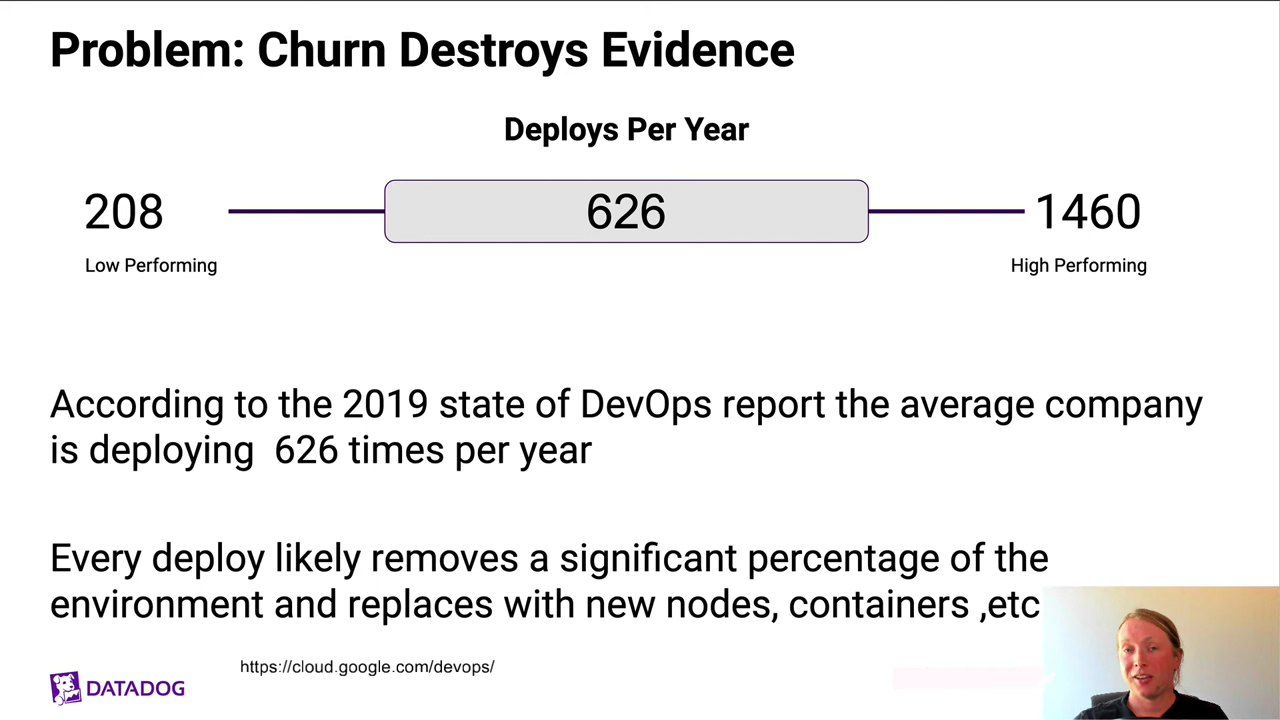 Problem: Churn Destroys Evidence
Deploys Per Year
208
626
1460
Low Performing
High Performing
According to the 2019 state of DevOps report the average company
is deploying  626 times per year
Every deploy likely removes a significant percentage of the
environment and replaces with new nodes, containers ,etc
https://cloud.google.com/devops/
DATADOG